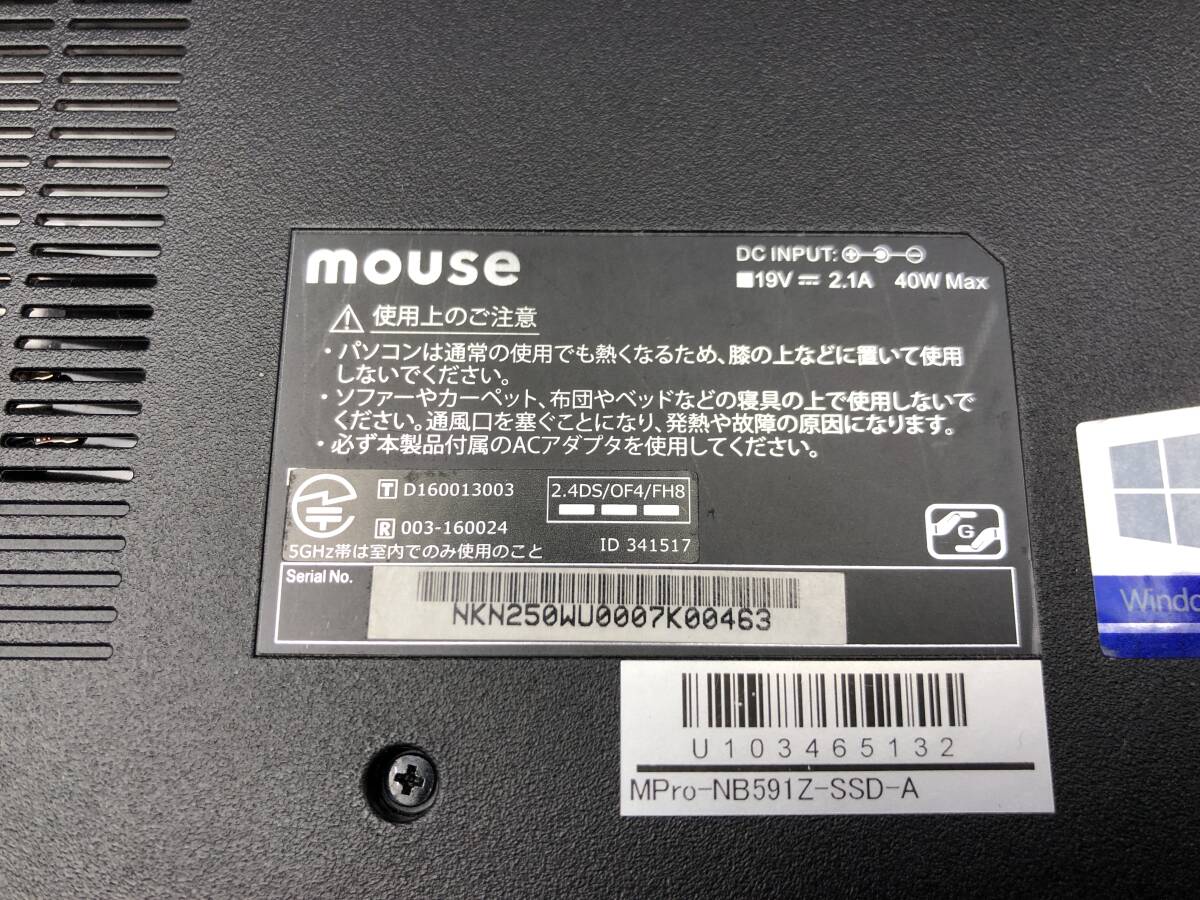 mouse
DC INPUT:
19V 2.1A 40W Max
使用上のご注意
・パソコンは通常の使用でも熱くなるため、膝の上などに置いて使用
しないでください。
・ソファーやカーペット、布団やベッドなどの寝具の上で使用しないで
ください。通風口を塞ぐことになり、発熱や故障の原因になります。
・必ず本製品付属のACアダプタを使用してください。
T D160013003
2.4DS/OF4/FH8
R 003-160024
5GHz帯は室内でのみ使用のこと
ID 341517
G
Serial No.
NKN250WU0007K00463
U103465132
MPro-NB591Z-SSD-A
Windo